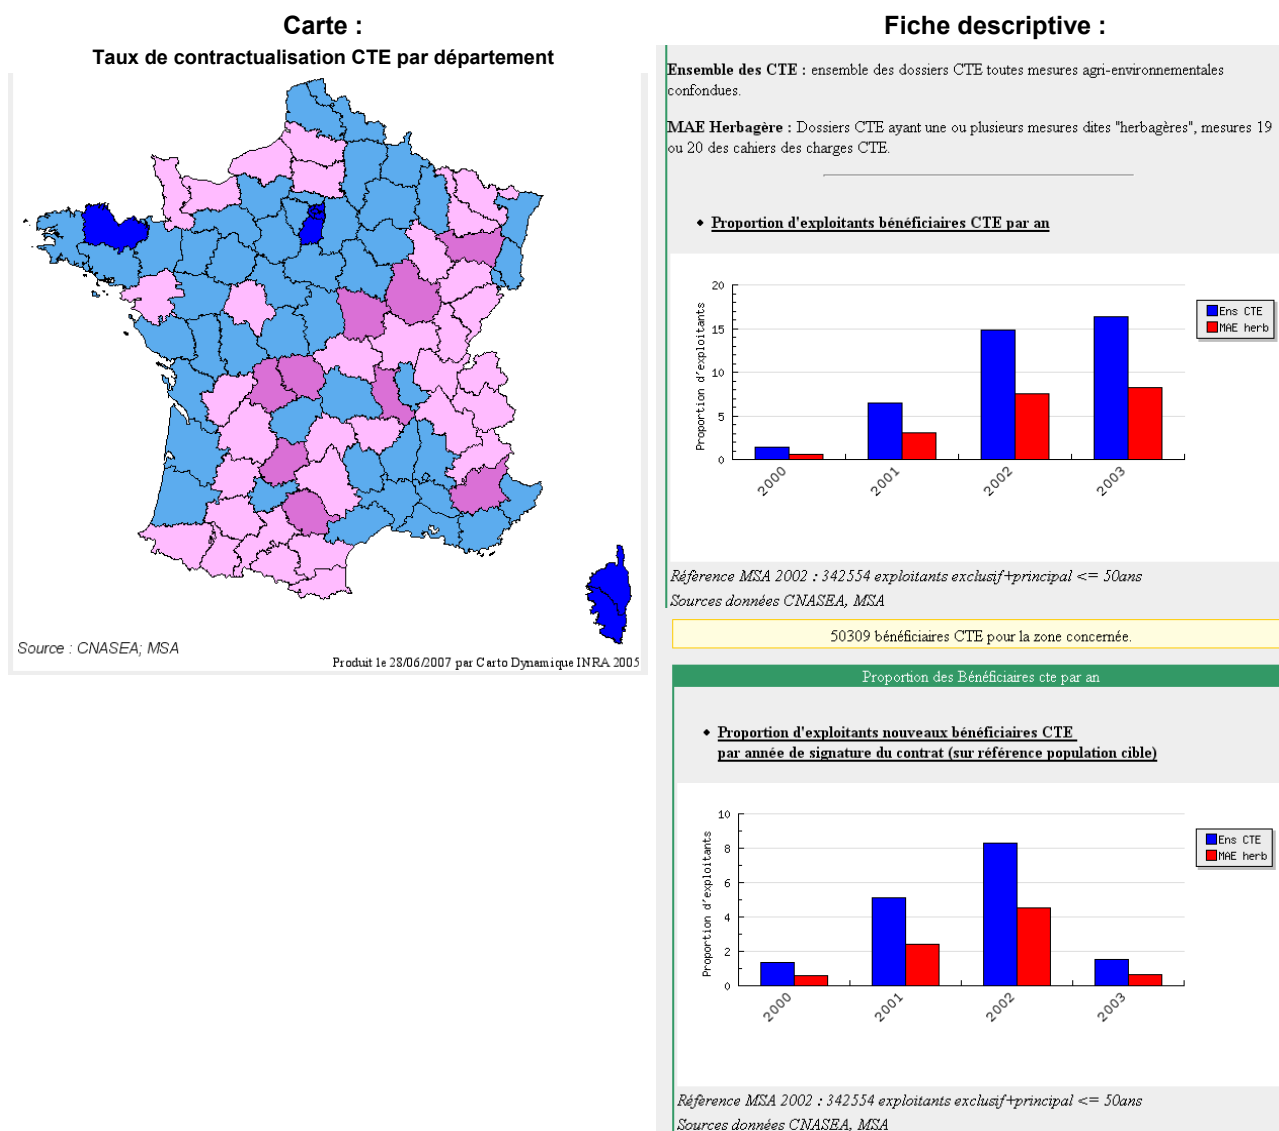 Carte :
Taux de contractualisation CTE par département
Source : CNASEA; MSA
Produit le 28/06/2007 par Carto Dynamique INRA 2005
Fiche descriptive :
Ensemble des CTE : ensemble des dossiers CTE toutes mesures agri-environnementales
confondues.
MAE Herbagère : Dossiers CTE ayant une ou plusieurs mesures dites "herbagères", mesures 19
ou 20 des cahiers des charges CTE.
• Proportion d'exploitants bénéficiaires CTE par an
Proportion d'exploitants
20
15
10
5
0
2000
2001
2002
2003
Ens CTE
MAE herb
Référence MSA 2002 : 342554 exploitants exclusif+principal <= 50ans
Sources données CNASEA, MSA
50309 bénéficiaires CTE pour la zone concernée.
Proportion des Bénéficiaires cte par an
• Proportion d'exploitants nouveaux bénéficiaires CTE
par année de signature du contrat (sur référence population cible)
Proportion d'exploitants
10
8
6
4
2
0
2000
2001
2002
2003
Ens CTE
MAE herb
Référence MSA 2002 : 342554 exploitants exclusif+principal <= 50ans
Sources données CNASEA, MSA